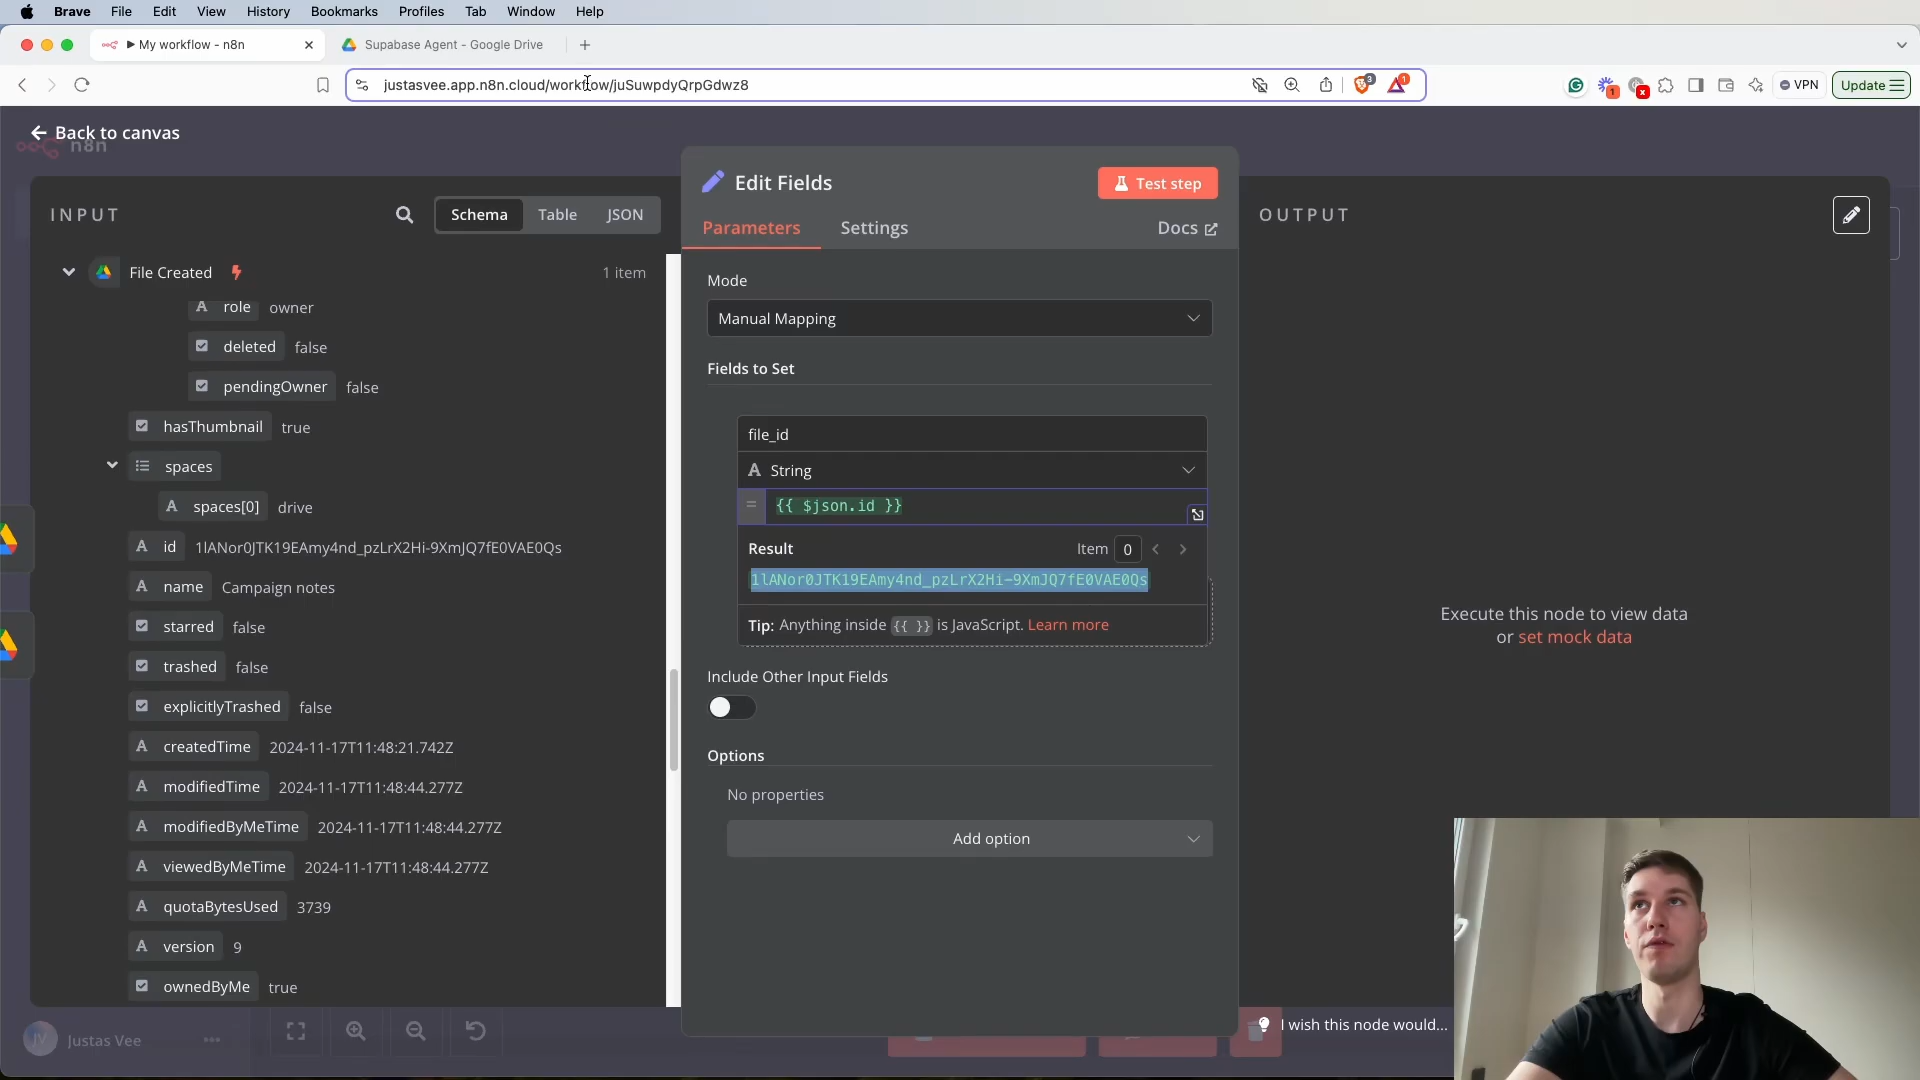 Brave File Edit View History Bookmarks Profiles Tab Window Help
My workflow - n8n
Supabase Agent - Google Drive
justasvee.app.n8n.cloud/workflow/juSuwpdyQrpGdwz8
3
1
1
VPN
Update
Back to canvas
n8n
INPUT
Schema
Table
JSON
File Created
1 item
A role owner
deleted false
pendingOwner false
hasThumbnail true
spaces
A spaces[0] drive
A id 1lANor0JTK19EAmy4nd_pzLrX2Hi-9XmJQ7fE0VAE0Qs
A name Campaign notes
starred false
trashed false
explicitlyTrashed false
A createdTime 2024-11-17T11:48:21.742Z
A modifiedTime 2024-11-17T11:48:44.277Z
A modifiedByMeTime 2024-11-17T11:48:44.277Z
A viewedByMeTime 2024-11-17T11:48:44.277Z
A quotaBytesUsed 3739
A version 9
ownedByMe true
JV Justas Vee
Edit Fields
Test step
Parameters
Settings
Docs
Mode
Manual Mapping
Fields to Set
file_id
A String
= {{ $json.id }}
Result
Item 0
1lANor0JTK19EAmy4nd_pzLrX2Hi-9XmJQ7fE0VAE0Qs
Tip: Anything inside {{ }} is JavaScript. Learn more
Include Other Input Fields
Options
No properties
Add option
OUTPUT
Execute this node to view data
or set mock data
I wish this node would...